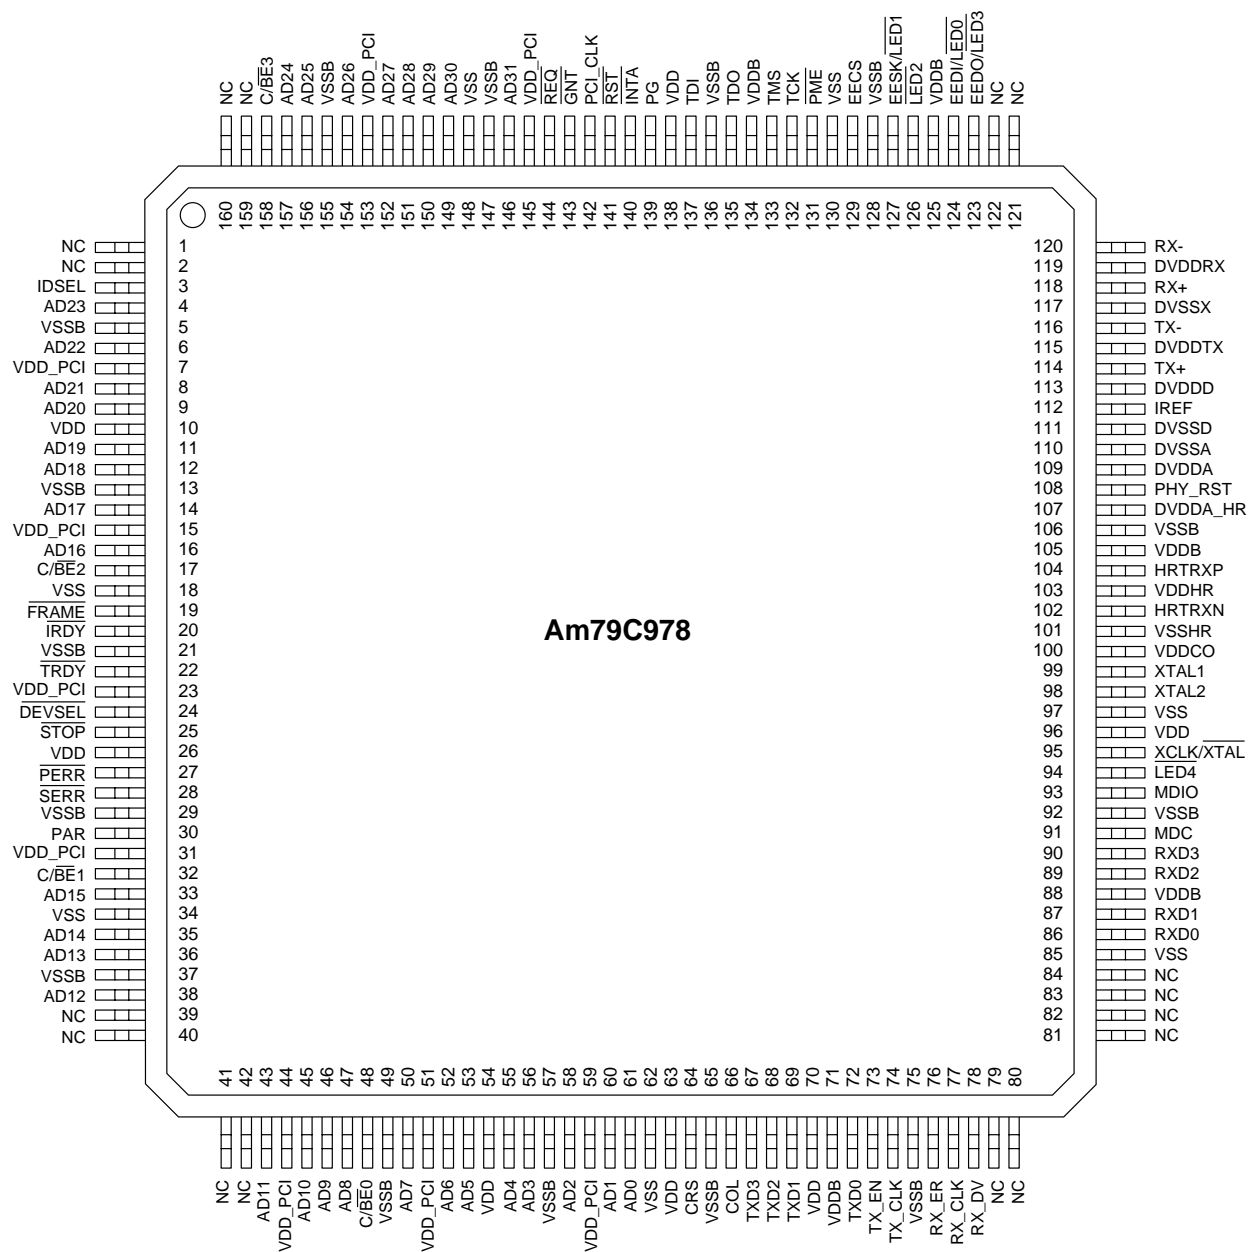 NC
NC
C/BE3
AD24
AD25
VSSB
AD26
VDD_PCI
AD27
AD28
AD29
AD30
VSS
VSSB
AD31
VDD_PCI
REQ
GNT
PCI_CLK
RST
INTA
PG
VDD
TDI
VSSB
TDO
VDDB
TMS
TCK
PME
VSS
EECS
VSSB
EESK/LED1
LED2
VDDB
EEDI/LED0
EEDO/LED3
NC
NC
160 159 158 157 156 155 154 153 152 151 150 149 148 147 146 145 144 143 142 141 140 139 138 137 136 135 134 133 132 131 130 129 128 127 126 125 124 123 122 121
NC 1
NC 2
IDSEL 3
AD23 4
VSSB 5
AD22 6
VDD_PCI 7
AD21 8
AD20 9
VDD 10
AD19 11
AD18 12
VSSB 13
AD17 14
VDD_PCI 15
AD16 16
C/BE2 17
VSS 18
FRAME 19
IRDY 20
VSSB 21
TRDY 22
VDD_PCI 23
DEVSEL 24
STOP 25
VDD 26
PERR 27
SERR 28
VSSB 29
PAR 30
VDD_PCI 31
C/BE1 32
AD15 33
VSS 34
AD14 35
AD13 36
VSSB 37
AD12 38
NC 39
NC 40
Am79C978
120 RX-
119 DVDDRX
118 RX+
117 DVSSX
116 TX-
115 DVDDTX
114 TX+
113 DVDDD
112 IREF
111 DVSSD
110 DVSSA
109 DVDDA
108 PHY_RST
107 DVDDA_HR
106 VSSB
105 VDDB
104 HRTRXP
103 VDDHR
102 HRTRXN
101 VSSHR
100 VDDCO
99 XTAL1
98 XTAL2
97 VSS
96 VDD
95 XCLK/XTAL
94 LED4
93 MDIO
92 VSSB
91 MDC
90 RXD3
89 RXD2
88 VDDB
87 RXD1
86 RXD0
85 VSS
84 NC
83 NC
82 NC
81 NC
41 42 43 44 45 46 47 48 49 50 51 52 53 54 55 56 57 58 59 60 61 62 63 64 65 66 67 68 69 70 71 72 73 74 75 76 77 78 79 80
NC
NC
AD11
VDD_PCI
AD10
AD9
AD8
C/BE0
VSSB
AD7
VDD_PCI
AD6
AD5
VDD
AD4
AD3
VSSB
AD2
VDD_PCI
AD1
AD0
VSS
VDD
CRS
VSSB
COL
TXD3
TXD2
TXD1
VDD
VDDB
TXD0
TX_EN
TX_CLK
VSSB
RX_ER
RX_CLK
RX_DV
NC
NC